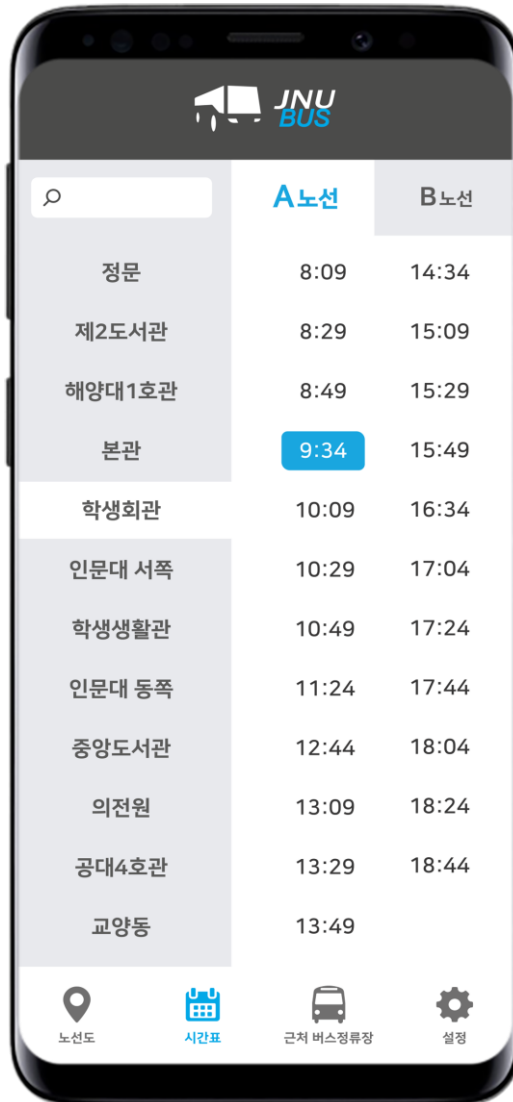 JNU
BUS
A노선 B노선
정문 8:09 14:34
제2도서관 8:29 15:09
해양대1호관 8:49 15:29
본관 9:34 15:49
학생회관 10:09 16:34
인문대 서쪽 10:29 17:04
학생생활관 10:49 17:24
인문대 동쪽 11:24 17:44
중앙도서관 12:44 18:04
의전원 13:09 18:24
공대4호관 13:29 18:44
교양동 13:49
노선도 시간표 근처 버스정류장 설정